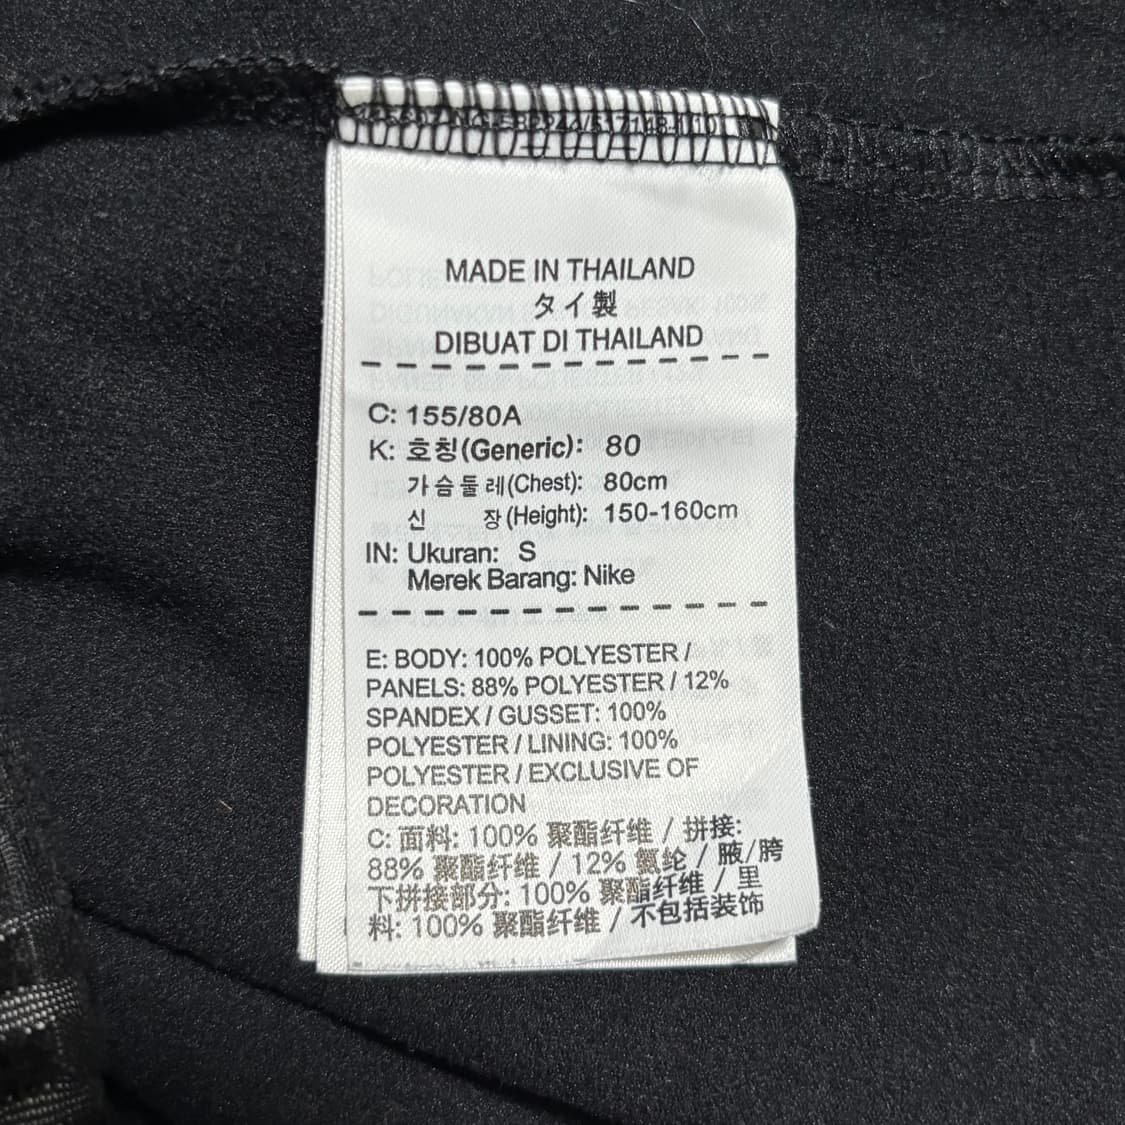 MADE IN THAILAND
タイ製
DIBUAT DI THAILAND
C: 155/80A
K: 호칭(Generic): 80
가슴둘레(Chest): 80cm
신 장(Height): 150-160cm
IN: Ukuran: S
Merek Barang: Nike
E: BODY: 100% POLYESTER /
PANELS: 88% POLYESTER / 12%
SPANDEX / GUSSET: 100%
POLYESTER / LINING: 100%
POLYESTER / EXCLUSIVE OF
DECORATION
C: 面料: 100% 聚酯纤维 / 拼接:
88% 聚酯纤维 / 12% 氨纶 / 腋/胯
下拼接部分: 100% 聚酯纤维 / 里
料: 100% 聚酯纤维 / 不包括装饰